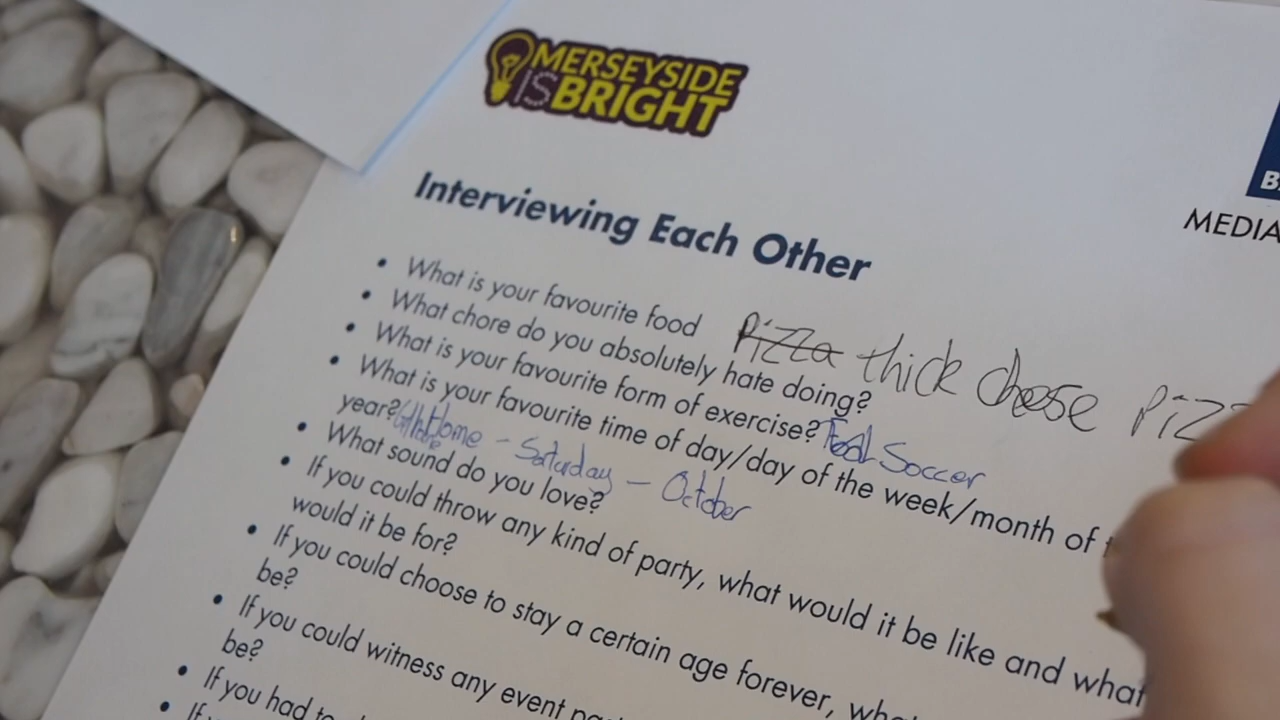 MERSEYSIDE
IS BRIGHT
B
MEDIA
Interviewing Each Other
• What is your favourite food Pizza thick cheese Piz
• What chore do you absolutely hate doing?
• What is your favourite form of exercise? Soccer
• What is your favourite time of day/day of the week/month of t
year? Home - Saturday - October
• What sound do you love?
• If you could throw any kind of party, what would it be like and what
would it be for?
• If you could choose to stay a certain age forever, what
be?
• If you could witness any event pa
be?
• If you had to
• If